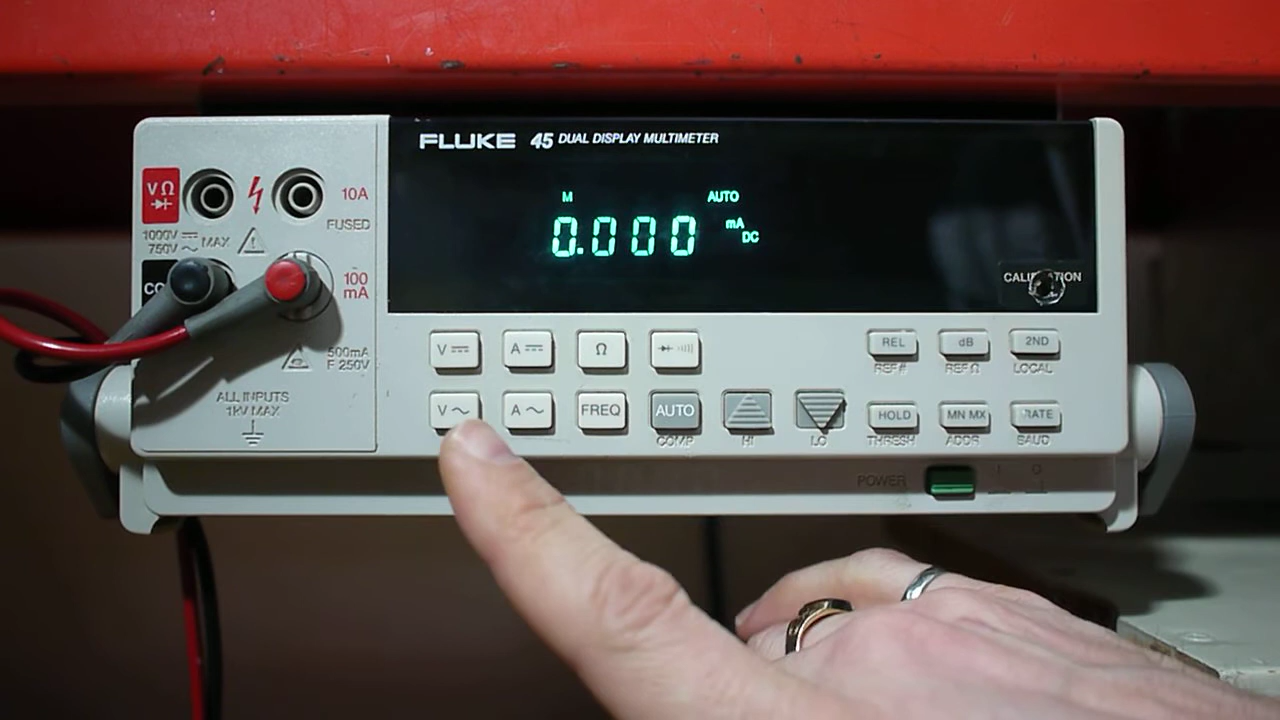 FLUKE 45 DUAL DISPLAY MULTIMETER
M AUTO
0.000 mA DC
CALIBRATION
VΩ
10A
FUSED
1000V
750V MAX
100 mA
500mA
F 250V
ALL INPUTS
1KV MAX
V A Ω
REL dB 2ND
REF# REFΩ LOCAL
V A FREQ AUTO
HOLD MN MX RATE
COMP HI LO
THRESH ADDR BAUD
POWER I O